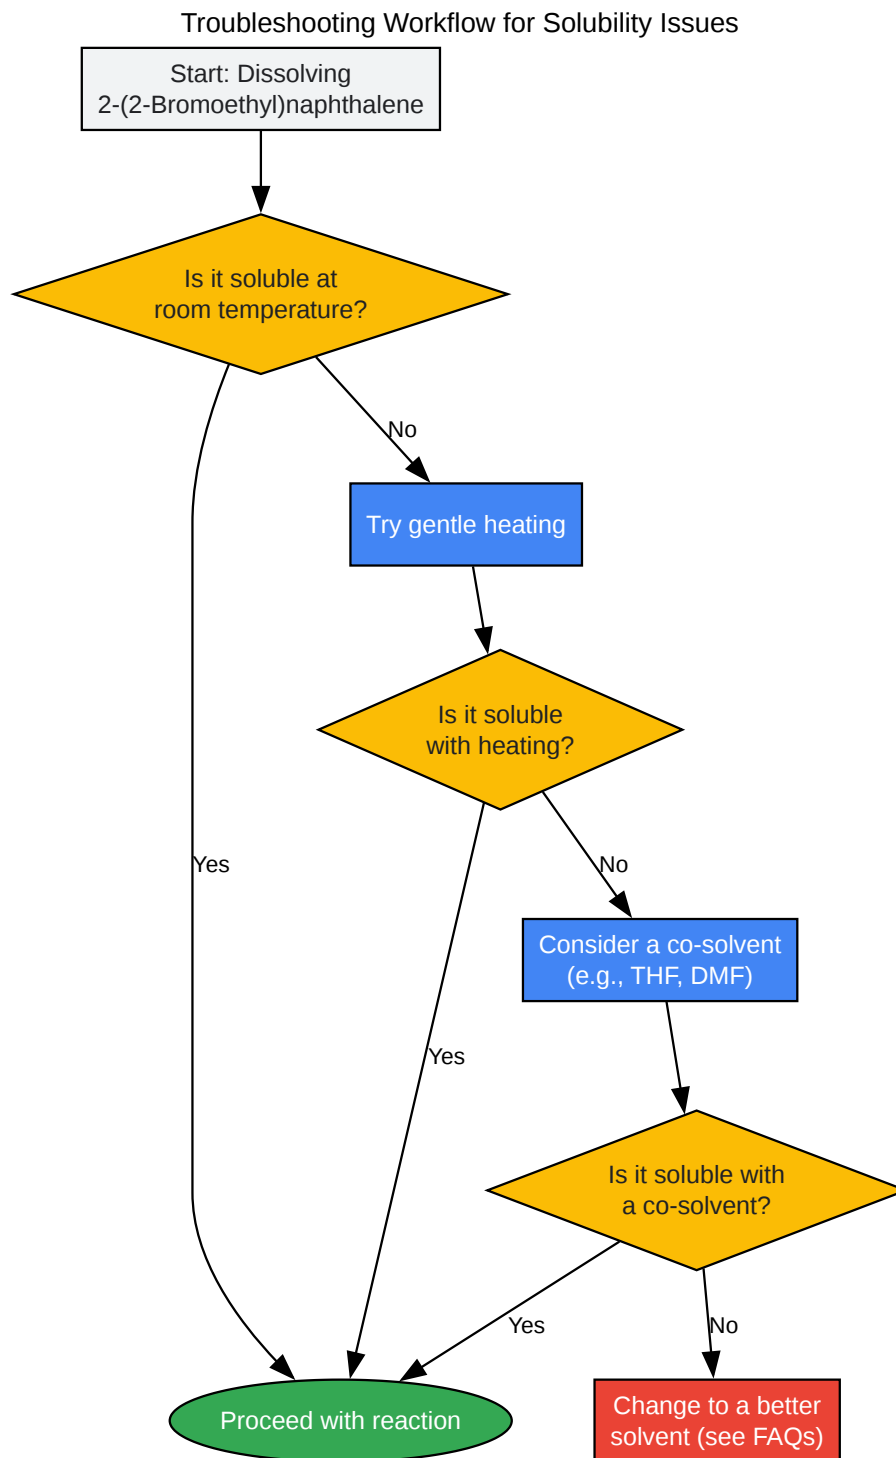 Troubleshooting Workflow for Solubility Issues
Start: Dissolving
2-(2-Bromoethyl)naphthalene
Is it soluble at
room temperature?
No
Try gentle heating
Is it soluble
with heating?
Yes
No
Consider a co-solvent
(e.g., THF, DMF)
Yes
Is it soluble with
a co-solvent?
Yes
No
Proceed with reaction
Change to a better
solvent (see FAQs)